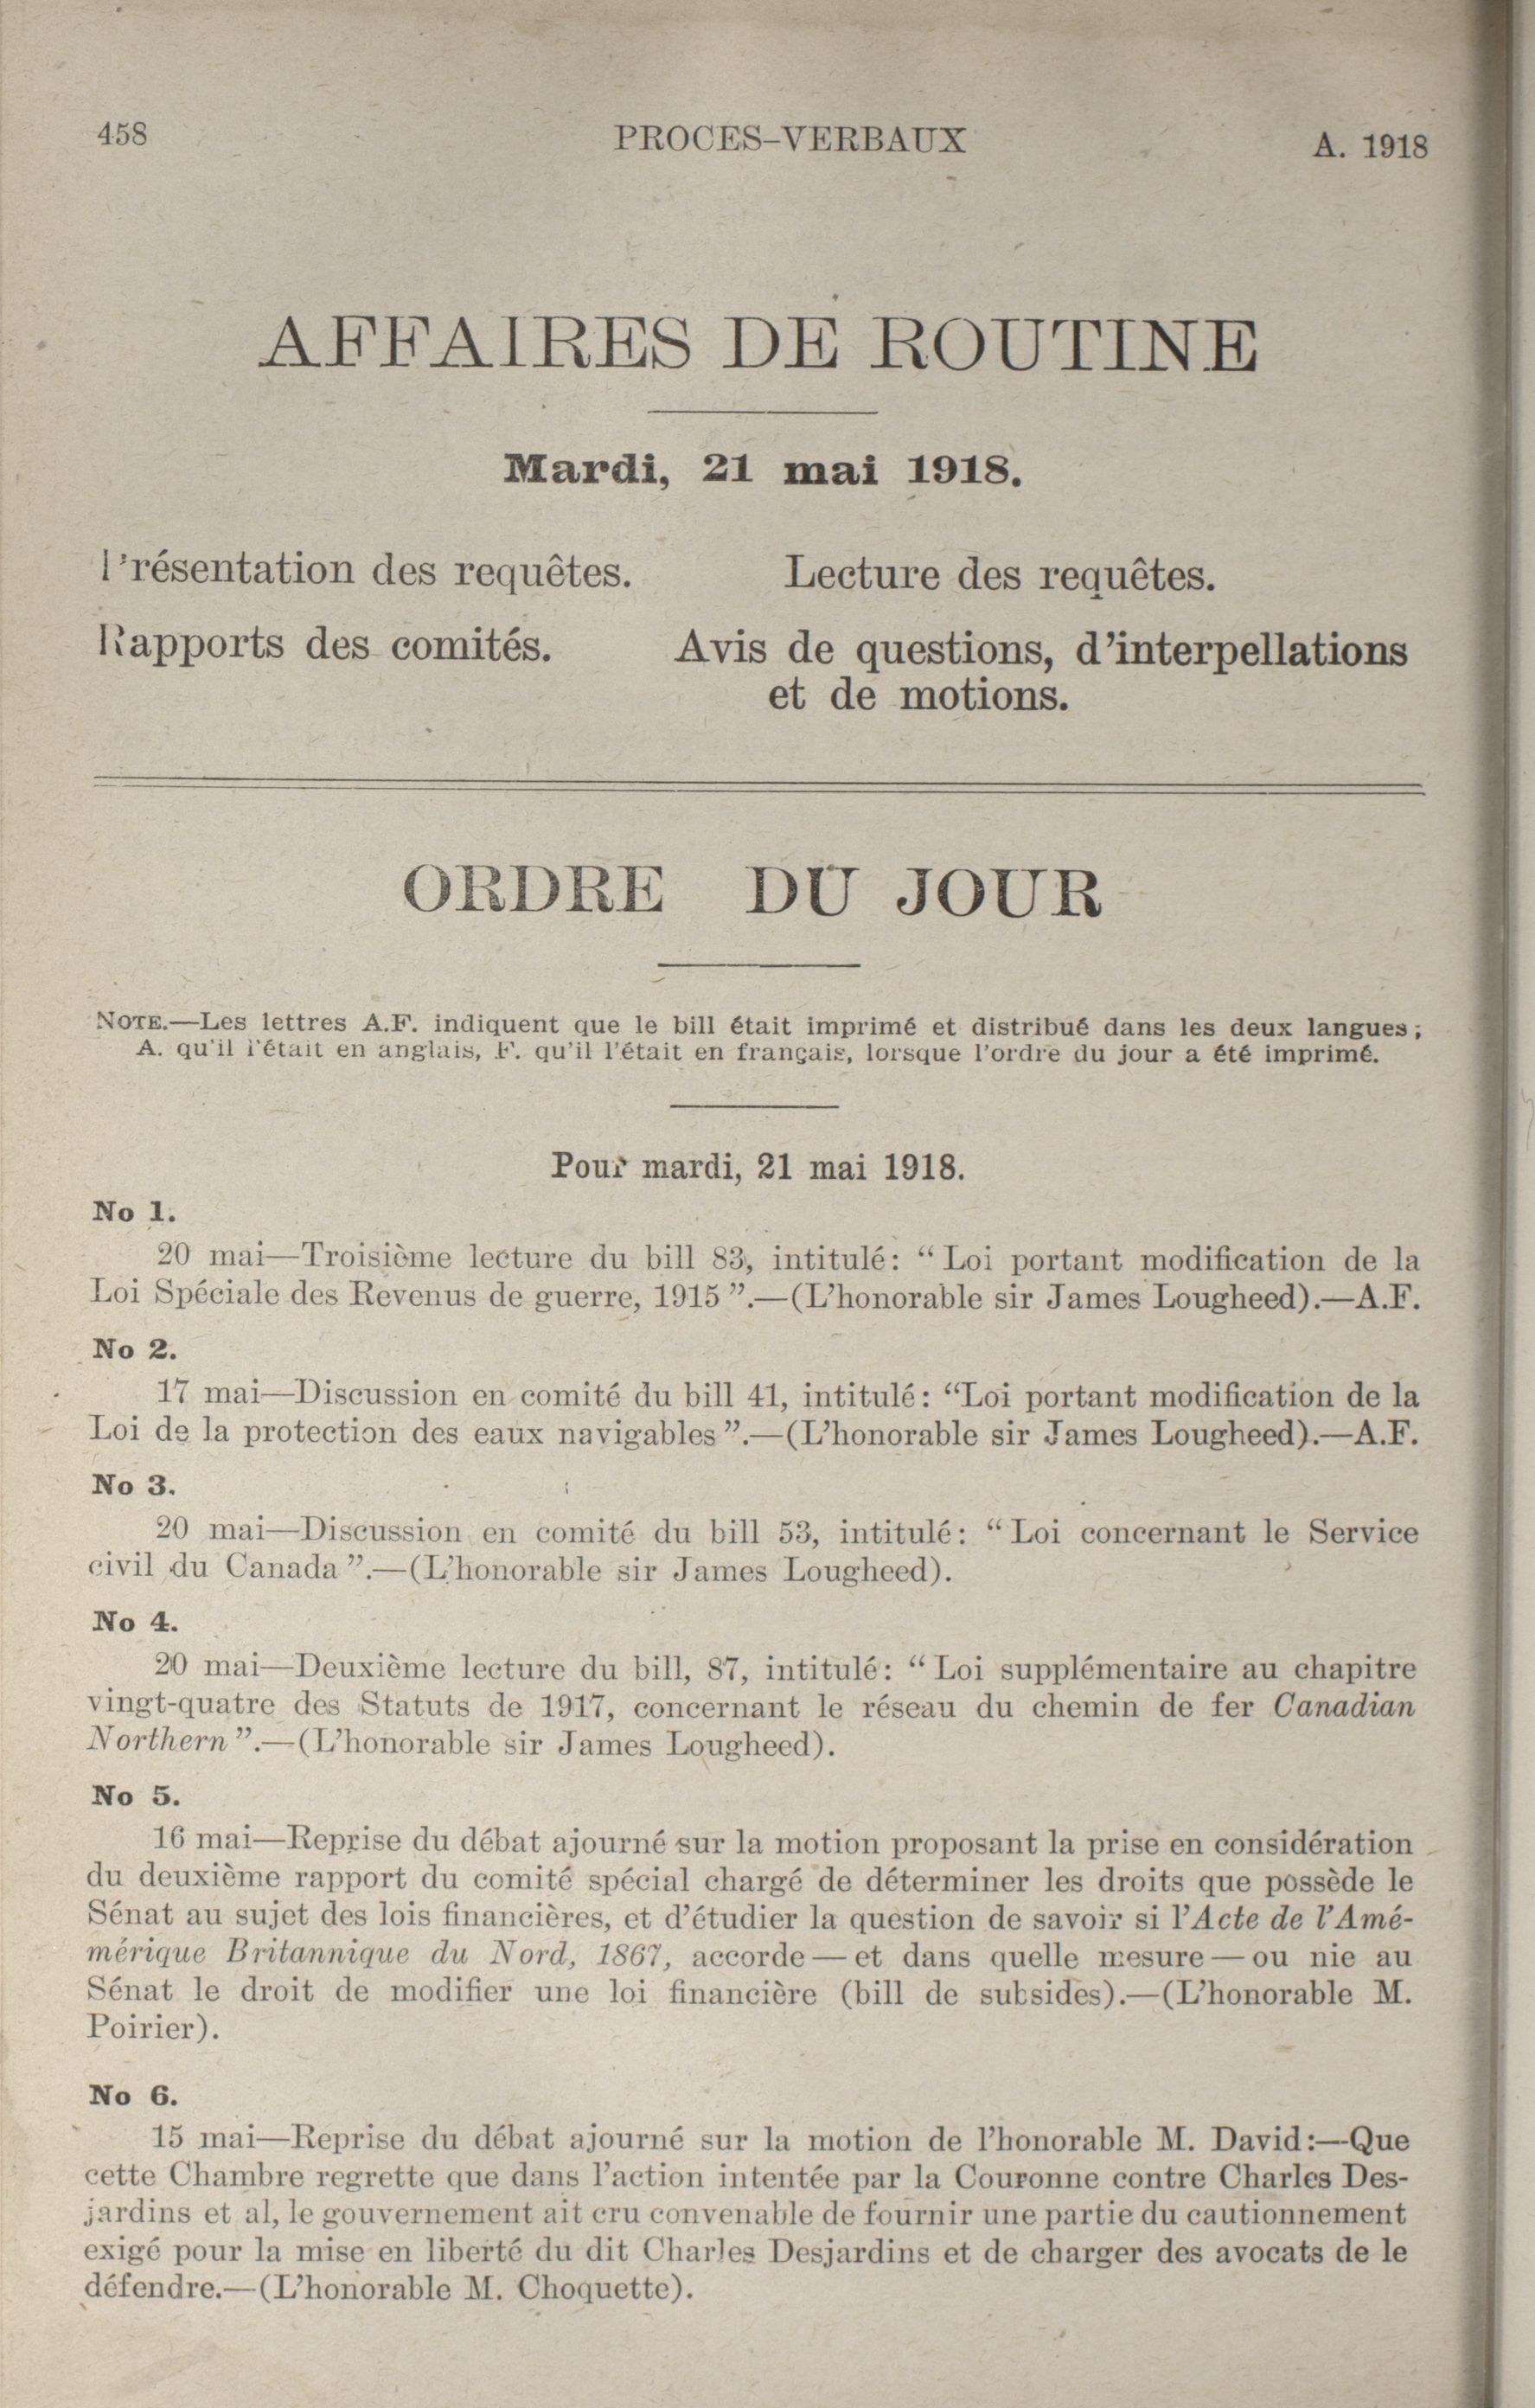 458 PROCES-VERBAUX A. 1918
AFFAIRES DE ROUTINE
Mardi, 21 mai 1918.
Présentation des requêtes. Lecture des requêtes.
Rapports des comités. Avis de questions, d'interpellations
et de motions.
ORDRE DU JOUR
NOTE.—Les lettres A.F. indiquent que le bill était imprimé et distribué dans les deux langues;
A. qu'il l'était en anglais, F. qu'il l'était en français, lorsque l'ordre du jour a été imprimé.
Pour mardi, 21 mai 1918.
No 1.
20 mai—Troisième lecture du bill 83, intitulé: “Loi portant modification de la
Loi Spéciale des Revenus de guerre, 1915”.—(L'honorable sir James Lougheed).—A.F.
No 2.
17 mai—Discussion en comité du bill 41, intitulé: “Loi portant modification de la
Loi de la protection des eaux navigables”.—(L'honorable sir James Lougheed).—A.F.
No 3.
20 mai—Discussion en comité du bill 53, intitulé: “Loi concernant le Service
civil du Canada”.—(L'honorable sir James Lougheed).
No 4.
20 mai—Deuxième lecture du bill, 87, intitulé: “Loi supplémentaire au chapitre
vingt-quatre des Statuts de 1917, concernant le réseau du chemin de fer Canadian
Northern”.—(L'honorable sir James Lougheed).
No 5.
16 mai—Reprise du débat ajourné sur la motion proposant la prise en considération
du deuxième rapport du comité spécial chargé de déterminer les droits que possède le
Sénat au sujet des lois financières, et d'étudier la question de savoir si l'Acte de l'Amé-
mérique Britannique du Nord, 1867, accorde—et dans quelle mesure—ou nie au
Sénat le droit de modifier une loi financière (bill de subsides).—(L'honorable M.
Poirier).
No 6.
15 mai—Reprise du débat ajourné sur la motion de l'honorable M. David:—Que
cette Chambre regrette que dans l'action intentée par la Couronne contre Charles Des-
jardins et al, le gouvernement ait cru convenable de fournir une partie du cautionnement
exigé pour la mise en liberté du dit Charles Desjardins et de charger des avocats de le
défendre.—(L'honorable M. Choquette).